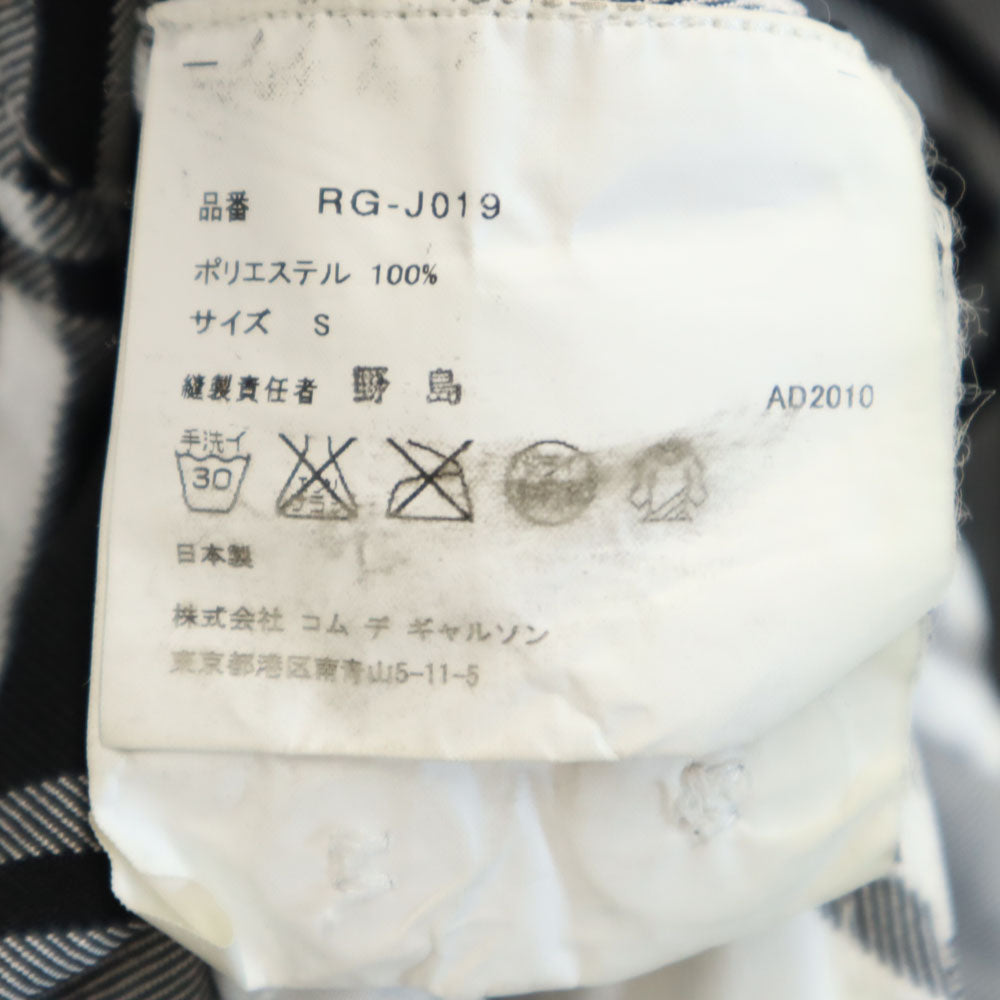 品番 RG-J019
ポリエステル 100%
サイズ S
縫製責任者 野島
AD2010
手洗イ
30
日本製
株式会社 コム デ ギャルソン
東京都港区南青山5-11-5